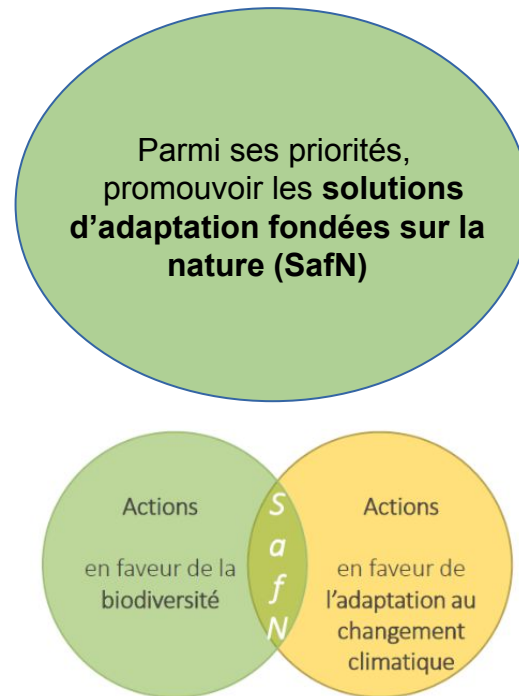 Parmi ses priorités,
promouvoir les solutions
d’adaptation fondées sur la
nature (SafN)
Actions
en faveur de la
biodiversité
SafN
Actions
en faveur de
l’adaptation au
changement
climatique